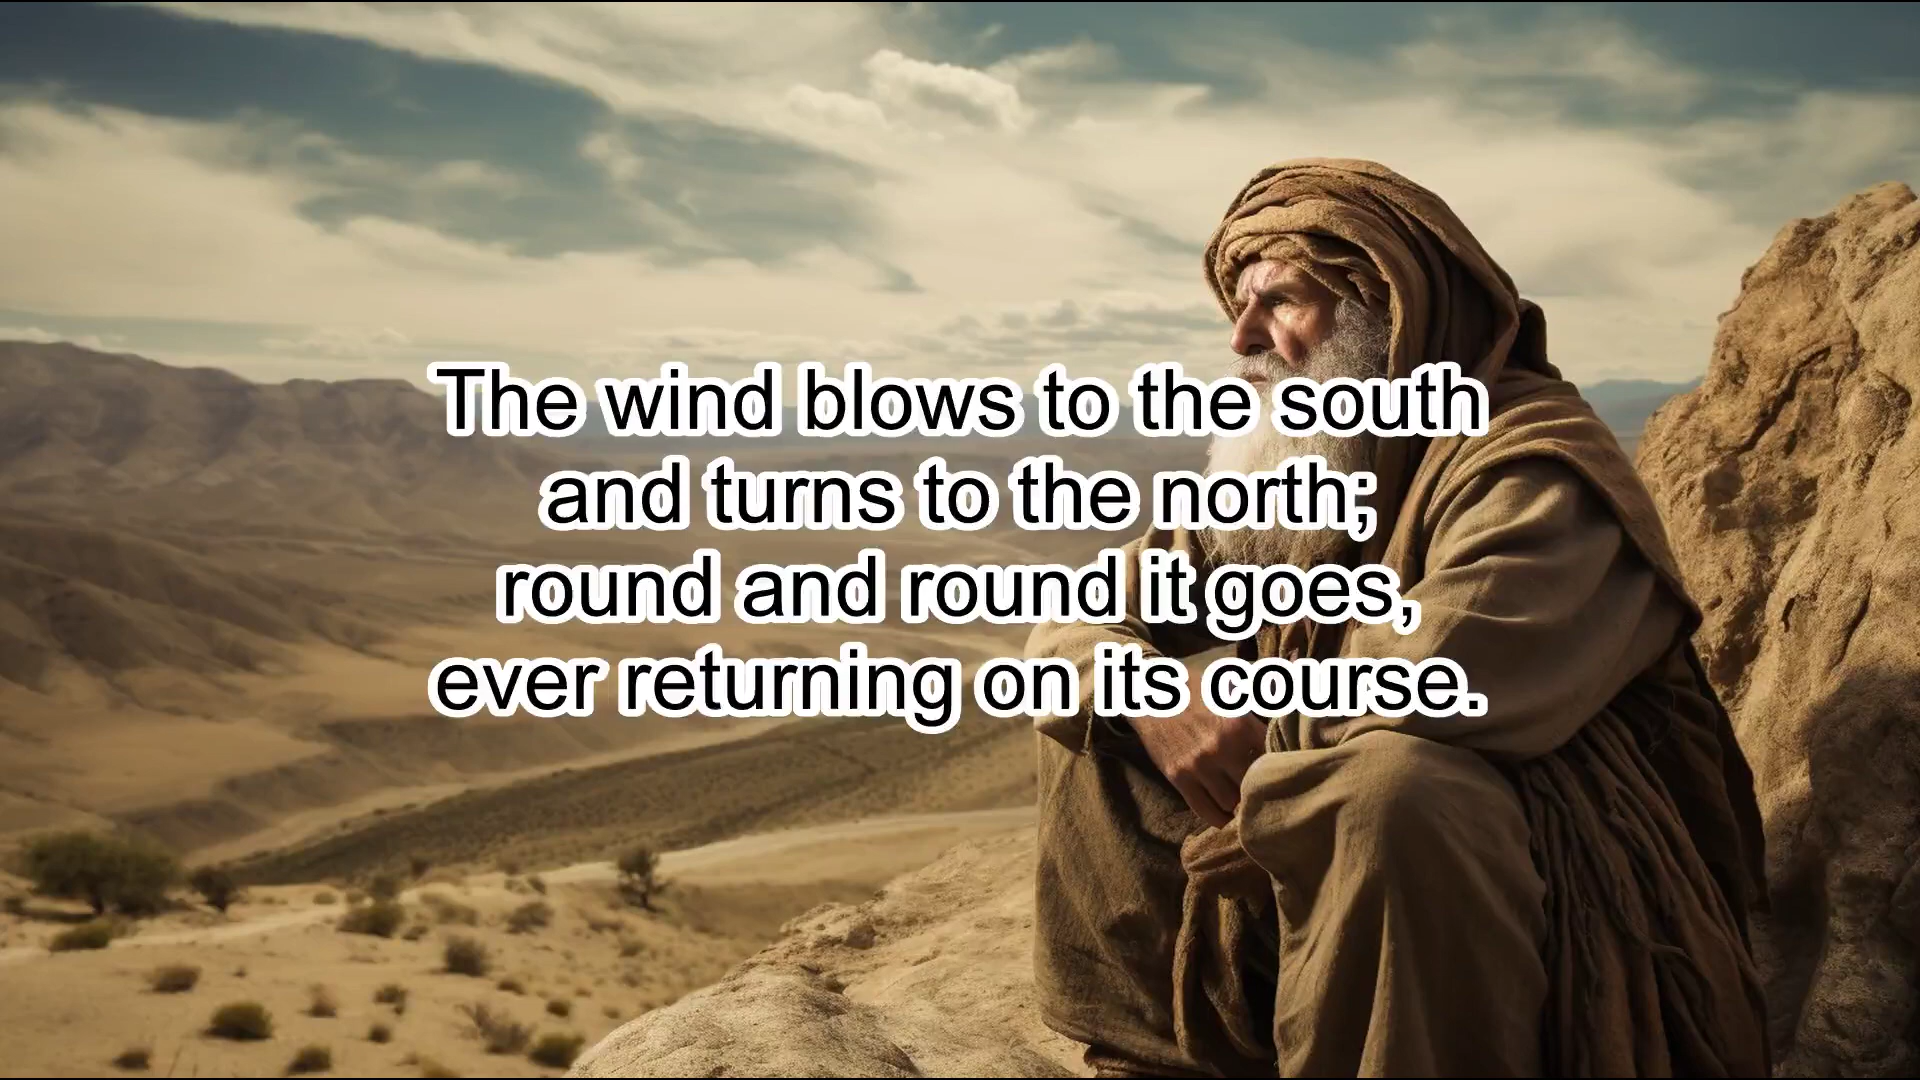 The wind blows to the south
and turns to the north;
round and round it goes,
ever returning on its course.